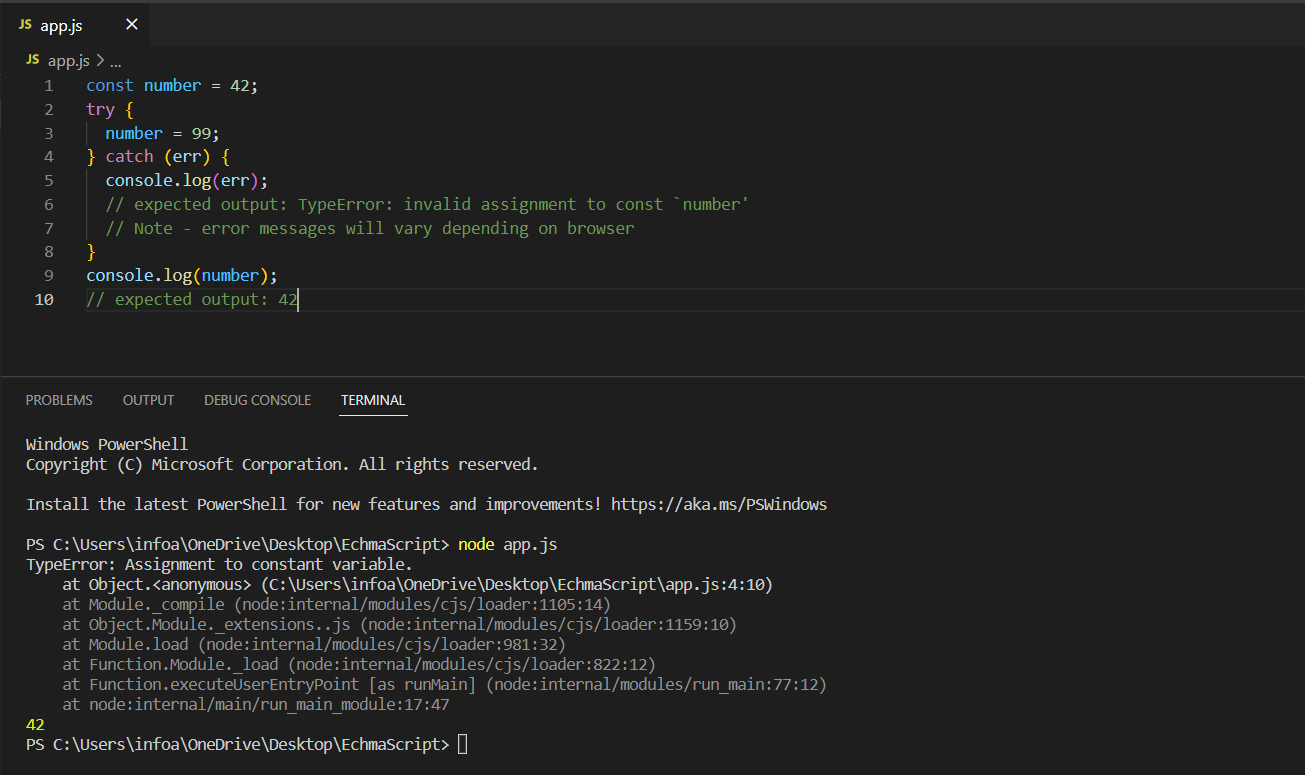 JS app.js ×
JS app.js > ...
1 const number = 42;
2 try {
3   number = 99;
4 } catch (err) {
5   console.log(err);
6   // expected output: TypeError: invalid assignment to const `number'
7   // Note - error messages will vary depending on browser
8 }
9 console.log(number);
10 // expected output: 42
PROBLEMS OUTPUT DEBUG CONSOLE TERMINAL
Windows PowerShell
Copyright (C) Microsoft Corporation. All rights reserved.
Install the latest PowerShell for new features and improvements! https://aka.ms/PSWindows
PS C:\Users\infoa\OneDrive\Desktop\EchmaScript> node app.js
TypeError: Assignment to constant variable.
    at Object.<anonymous> (C:\Users\infoa\OneDrive\Desktop\EchmaScript\app.js:4:10)
    at Module._compile (node:internal/modules/cjs/loader:1105:14)
    at Object.Module._extensions..js (node:internal/modules/cjs/loader:1159:10)
    at Module.load (node:internal/modules/cjs/loader:981:32)
    at Function.Module._load (node:internal/modules/cjs/loader:822:12)
    at Function.executeUserEntryPoint [as runMain] (node:internal/modules/run_main:77:12)
    at node:internal/main/run_main_module:17:47
42
PS C:\Users\infoa\OneDrive\Desktop\EchmaScript>